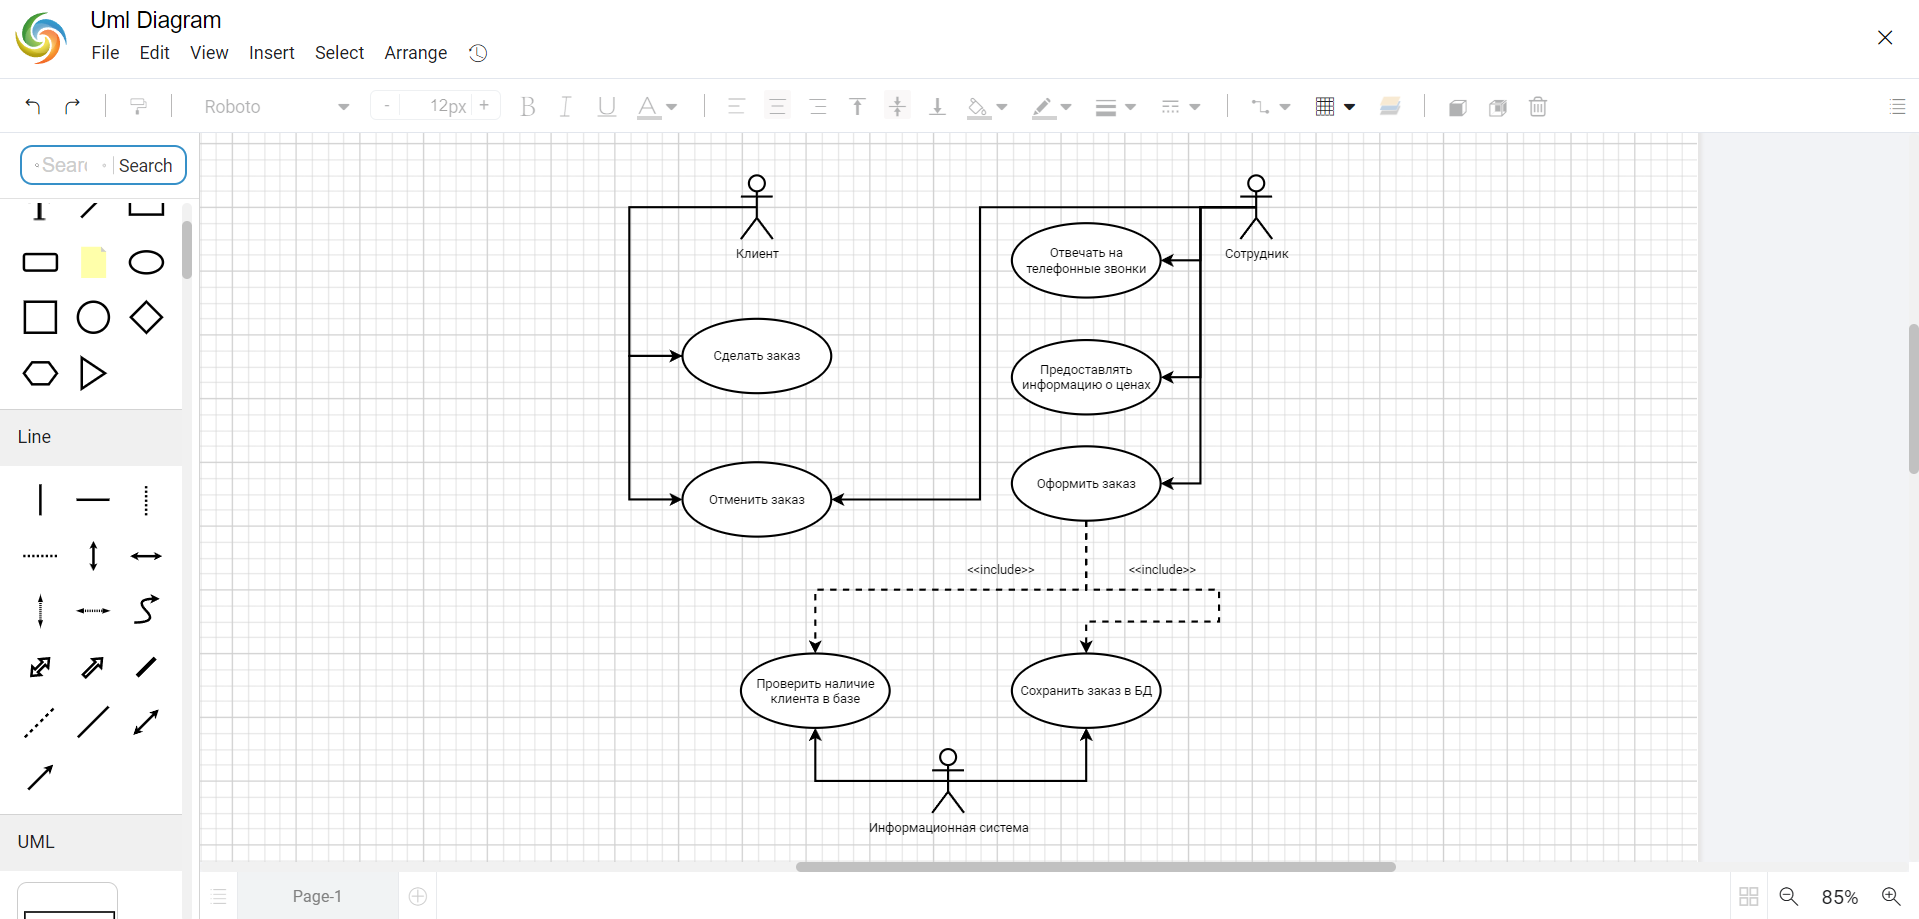 Uml Diagram
File Edit View Insert Select Arrange
Roboto - 12px + B I U A
Sear Search
Line
UML
Клиент
Сотрудник
Отвечать на
телефонные звонки
Сделать заказ
Предоставлять
информацию о ценах
Отменить заказ
Оформить заказ
<<include>> <<include>>
Проверить наличие
клиента в базе
Сохранить заказ в БД
Информационная система
Page-1
85%